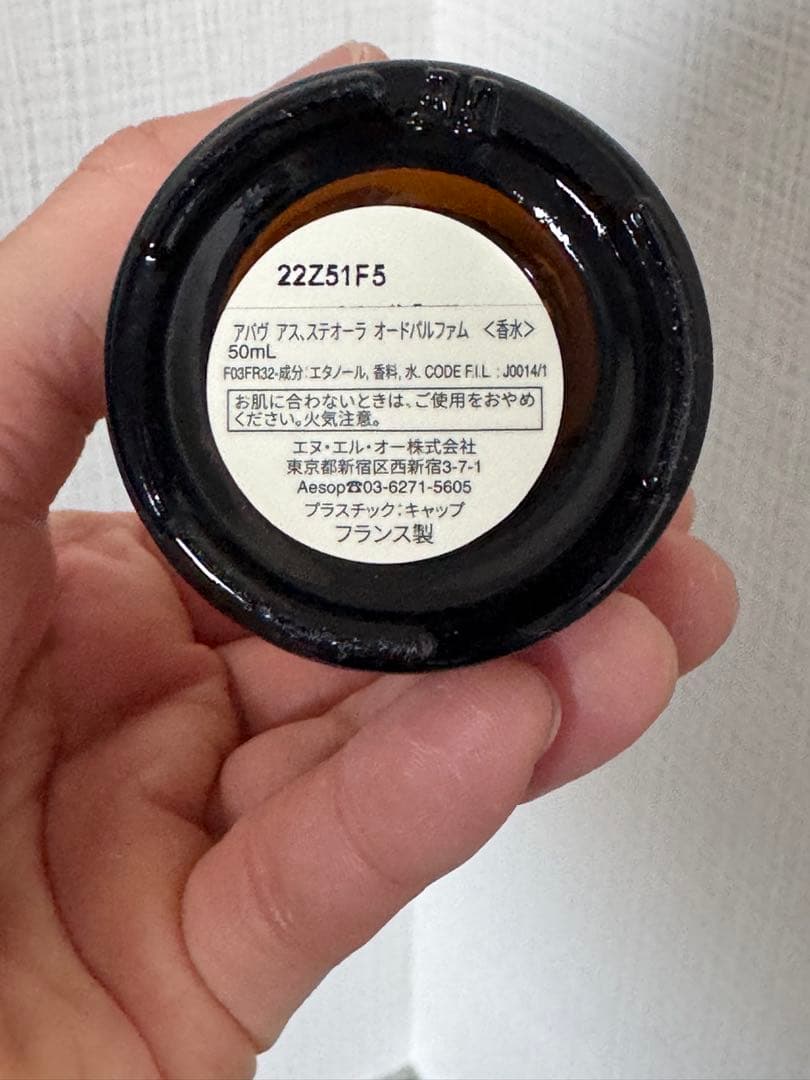 22Z51F5
アバヴ アス、ステオーラ オードパルファム <香水>
50mL
F03FR32-成分:エタノール, 香料, 水. CODE F.I.L : J0014/1
お肌に合わないときは、ご使用をおやめ
ください。火気注意。
エヌ・エル・オー株式会社
東京都新宿区西新宿3-7-1
Aesop☎03-6271-5605
プラスチック:キャップ
フランス製